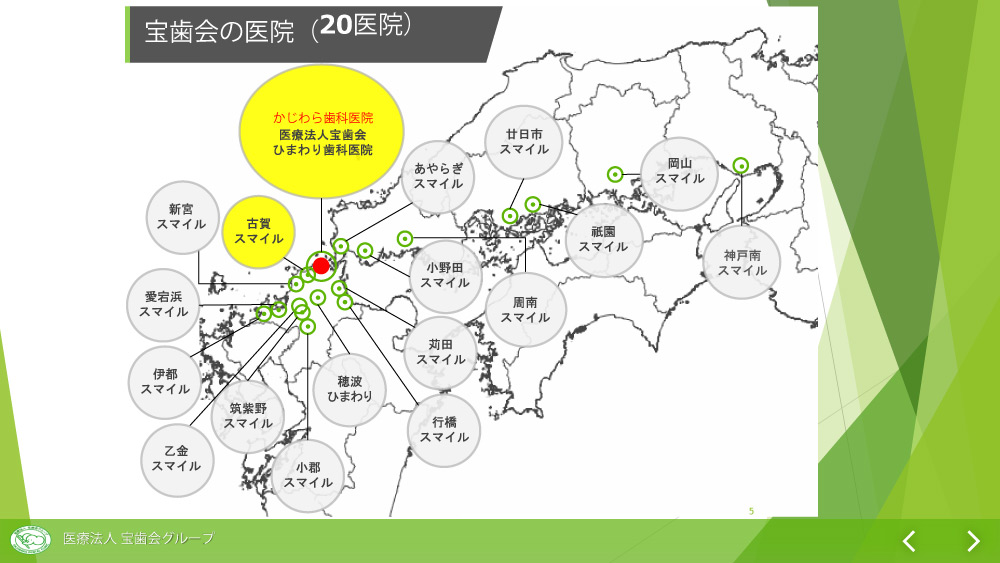 宝歯会の医院（20医院）
かじわら歯科医院
医療法人宝歯会
ひまわり歯科医院
廿日市
スマイル
あやらぎ
スマイル
岡山
スマイル
新宮
スマイル
古賀
スマイル
祇園
スマイル
神戸南
スマイル
小野田
スマイル
愛宕浜
スマイル
周南
スマイル
苅田
スマイル
伊都
スマイル
穂波
ひまわり
筑紫野
スマイル
行橋
スマイル
乙金
スマイル
小郡
スマイル
5
医療法人 宝歯会グループ